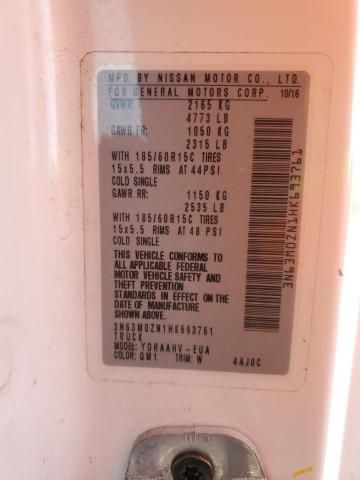 MFD. BY NISSAN MOTOR CO., LTD.
FOR GENERAL MOTORS CORP. 10/16
GVWR: 2165 KG
4773 LB
GAWR FR: 1050 KG
2315 LB
WITH 185/60R15C TIRES
15x5.5 RIMS AT 44PSI
COLD SINGLE
GAWR RR: 1150 KG
2535 LB
WITH 185/60R15C TIRES
15x5.5 RIMS AT 48 PSI
COLD SINGLE
THIS VEHICLE CONFORMS TO
ALL APPLICABLE FEDERAL
MOTOR VEHICLE SAFETY AND
THEFT PREVENTION
STANDARDS IN EFFECT ON THE
DATE OF MANUFACTURE
SHOWN ABOVE
3N63M0ZN1HK693761
TRUCK
MODEL: YDRAAHV-EUA
COLOR: QM1 TRIM: W 4AJ0C
3N63M0ZN1HK693761